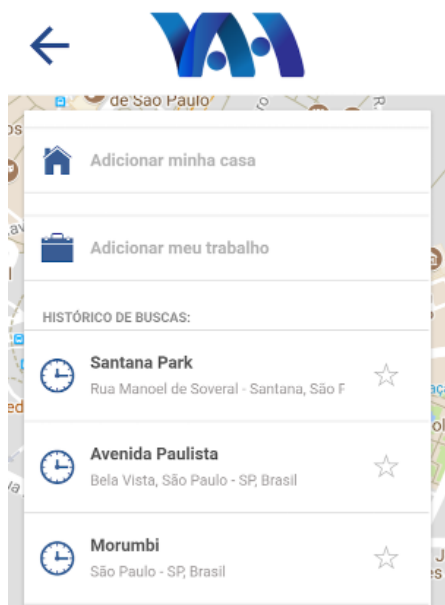 de São Paulo
Adicionar minha casa
Adicionar meu trabalho
HISTÓRICO DE BUSCAS:
Santana Park
Rua Manoel de Soveral - Santana, São
Avenida Paulista
Bela Vista, São Paulo - SP, Brasil
Morumbi
São Paulo - SP, Brasil